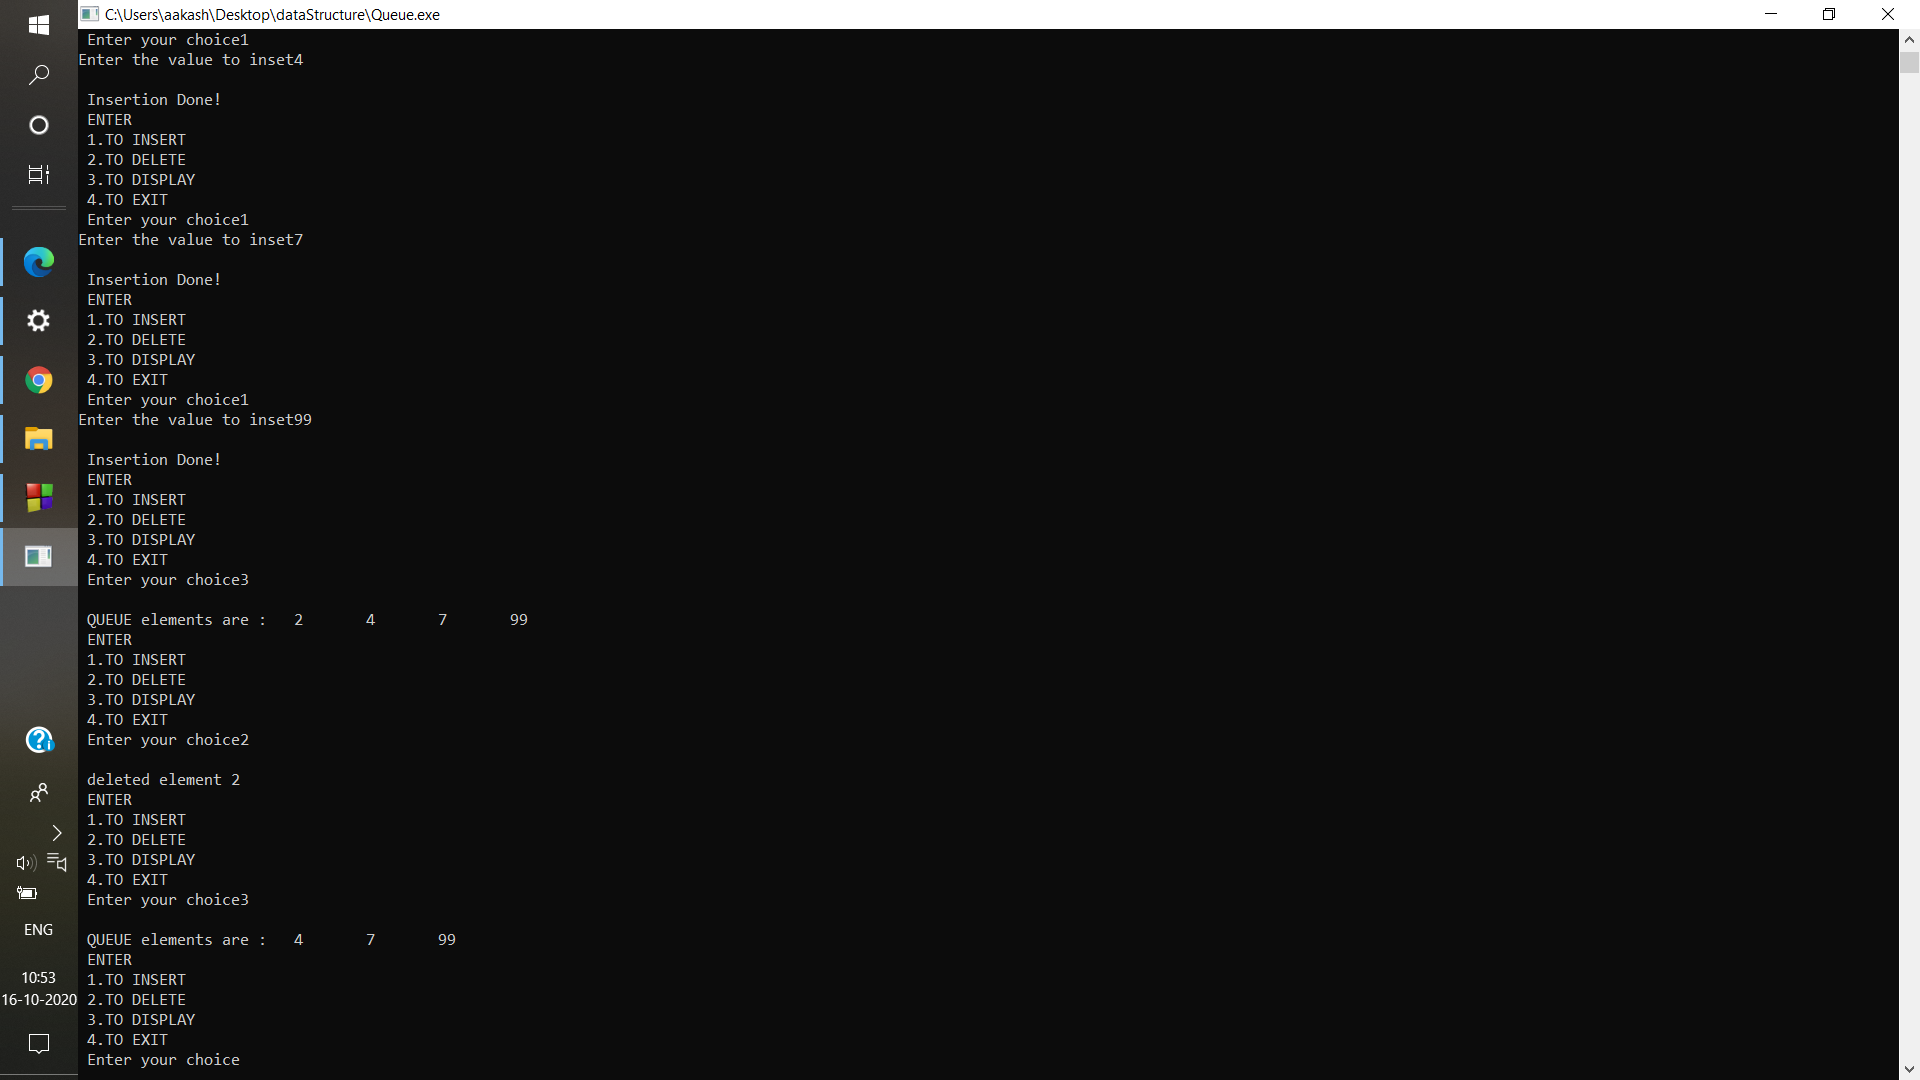 C:\Users\aakash\Desktop\dataStructure\Queue.exe
Enter your choice1
Enter the value to inset4
Insertion Done!
ENTER
1.TO INSERT
2.TO DELETE
3.TO DISPLAY
4.TO EXIT
Enter your choice1
Enter the value to inset7
Insertion Done!
ENTER
1.TO INSERT
2.TO DELETE
3.TO DISPLAY
4.TO EXIT
Enter your choice1
Enter the value to inset99
Insertion Done!
ENTER
1.TO INSERT
2.TO DELETE
3.TO DISPLAY
4.TO EXIT
Enter your choice3
QUEUE elements are : 2 4 7 99
ENTER
1.TO INSERT
2.TO DELETE
3.TO DISPLAY
4.TO EXIT
Enter your choice2
deleted element 2
ENTER
1.TO INSERT
2.TO DELETE
3.TO DISPLAY
4.TO EXIT
Enter your choice3
QUEUE elements are : 4 7 99
ENTER
1.TO INSERT
2.TO DELETE
3.TO DISPLAY
4.TO EXIT
Enter your choice
ENG
10:53
16-10-2020